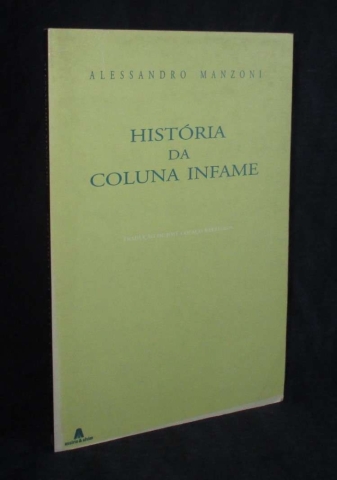 ALESSANDRO MANZONI
HISTÓRIA
DA
COLUNA INFAME